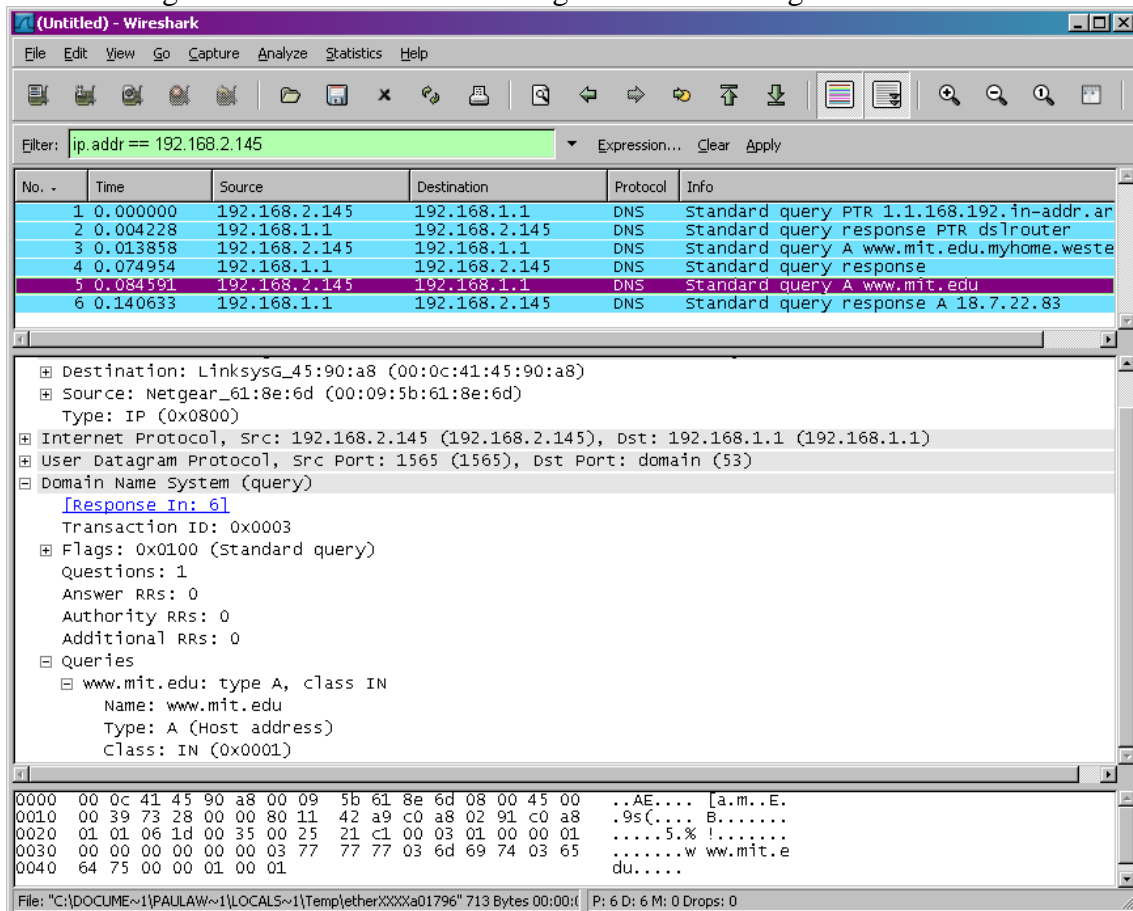 (Untitled) - Wireshark
File Edit View Go Capture Analyze Statistics Help
Filter: ip.addr == 192.168.2.145 Expression... Clear Apply
No. - Time Source Destination Protocol Info
1 0.000000 192.168.2.145 192.168.1.1 DNS Standard query PTR 1.1.168.192.in-addr.ar
2 0.004228 192.168.1.1 192.168.2.145 DNS Standard query response PTR dslrouter
3 0.013858 192.168.2.145 192.168.1.1 DNS Standard query A www.mit.edu.myhome.weste
4 0.074954 192.168.1.1 192.168.2.145 DNS Standard query response
5 0.084591 192.168.2.145 192.168.1.1 DNS Standard query A www.mit.edu
6 0.140633 192.168.1.1 192.168.2.145 DNS Standard query response A 18.7.22.83
Destination: LinksysG_45:90:a8 (00:0c:41:45:90:a8)
Source: Netgear_61:8e:6d (00:09:5b:61:8e:6d)
Type: IP (0x0800)
Internet Protocol, Src: 192.168.2.145 (192.168.2.145), Dst: 192.168.1.1 (192.168.1.1)
User Datagram Protocol, Src Port: 1565 (1565), Dst Port: domain (53)
Domain Name System (query)
[Response In: 6]
Transaction ID: 0x0003
Flags: 0x0100 (Standard query)
Questions: 1
Answer RRs: 0
Authority RRs: 0
Additional RRs: 0
Queries
www.mit.edu: type A, class IN
Name: www.mit.edu
Type: A (Host address)
Class: IN (0x0001)
0000 00 0c 41 45 90 a8 00 09 5b 61 8e 6d 08 00 45 00 ..AE.... [a.m..E.
0010 00 39 73 28 00 00 80 11 42 a9 c0 a8 02 91 c0 a8 .9s(.... B.......
0020 01 01 06 1d 00 35 00 25 21 c1 00 03 01 00 00 01 .....5.% !.......
0030 00 00 00 00 00 00 03 77 77 77 03 6d 69 74 03 65 .......w ww.mit.e
0040 64 75 00 00 01 00 01 du.....
File: "C:\DOCUME~1\PAULAW~1\LOCALS~1\Temp\etherXXXXa01796" 713 Bytes 00:00:( P: 6 D: 6 M: 0 Drops: 0